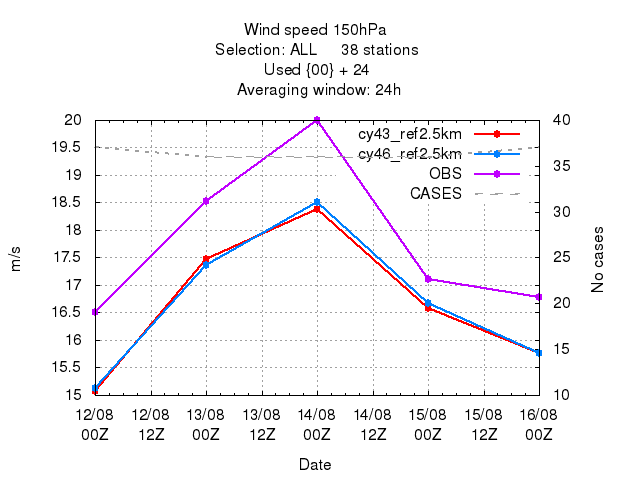 Wind speed 150hPa
Selection: ALL 38 stations
Used {00} + 24
Averaging window: 24h
cy43_ref2.5km
cy46_ref2.5km
OBS
CASES
20
19.5
19
18.5
18
17.5
17
16.5
16
15.5
15
m/s
40
35
30
25
20
15
10
No cases
12/08 12/08 13/08 13/08 14/08 14/08 15/08 15/08 16/08
00Z 12Z 00Z 12Z 00Z 12Z 00Z 12Z 00Z
Date